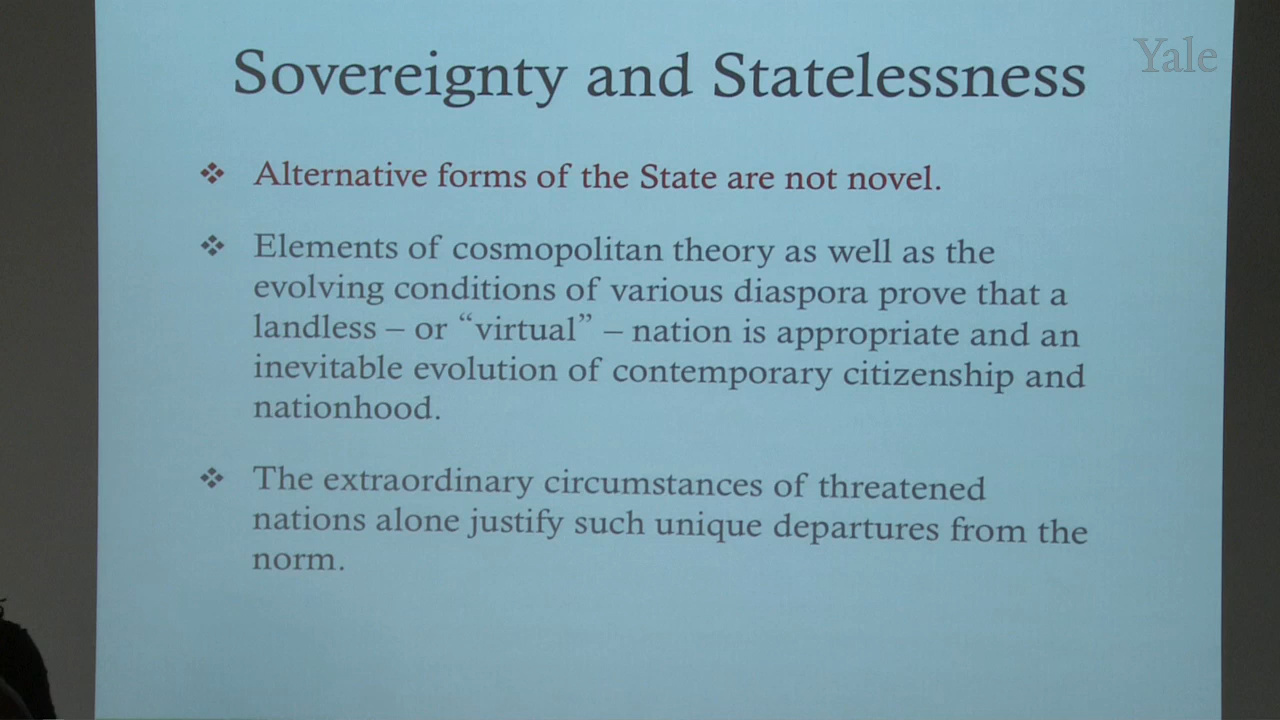 Yale
Sovereignty and Statelessness
❖ Alternative forms of the State are not novel.
❖ Elements of cosmopolitan theory as well as the
evolving conditions of various diaspora prove that a
landless – or “virtual” – nation is appropriate and an
inevitable evolution of contemporary citizenship and
nationhood.
❖ The extraordinary circumstances of threatened
nations alone justify such unique departures from the
norm.